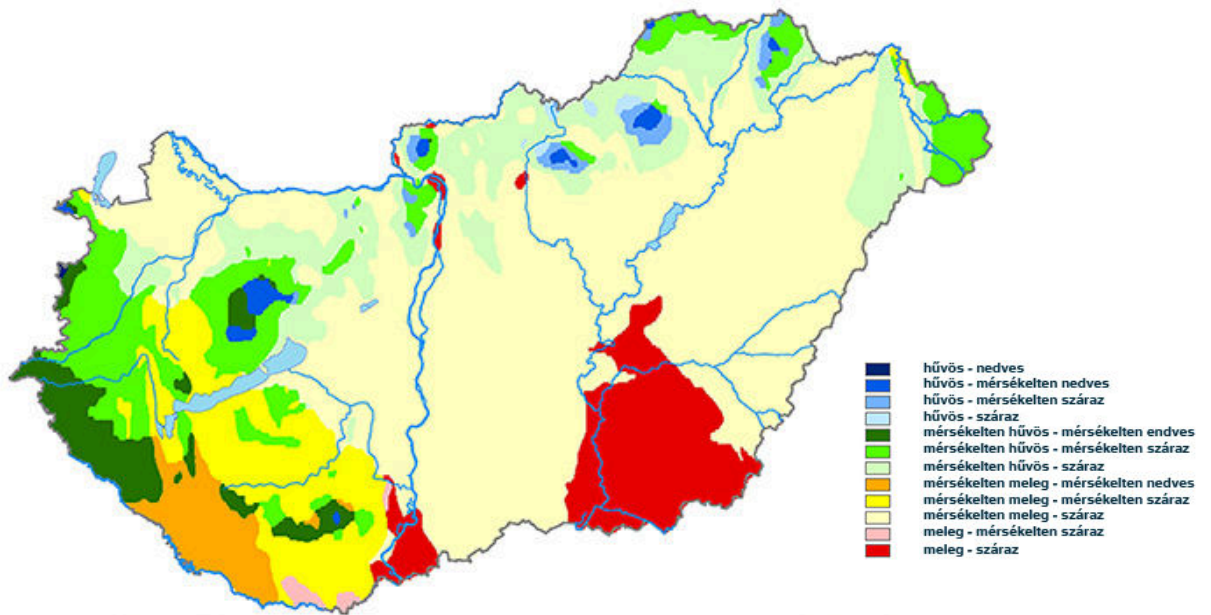 hűvös - nedves
hűvös - mérsékelten nedves
hűvös - mérsékelten száraz
hűvös - száraz
mérsékelten hűvös - mérsékelten endves
mérsékelten hűvös - mérsékelten száraz
mérsékelten hűvös - száraz
mérsékelten meleg - mérsékelten nedves
mérsékelten meleg - mérsékelten száraz
mérsékelten meleg - száraz
meleg - mérsékelten száraz
meleg - száraz